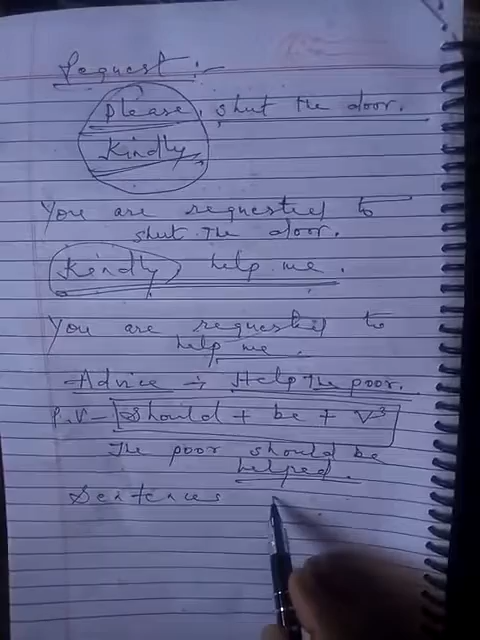 Request :-
Please, shut the door.
Kindly
You are requested to
shut the door.
Kindly help me.
You are requested to
help me.
Advice → Help the poor.
P.V - should + be + V³
The poor should be
helped.
Sentences